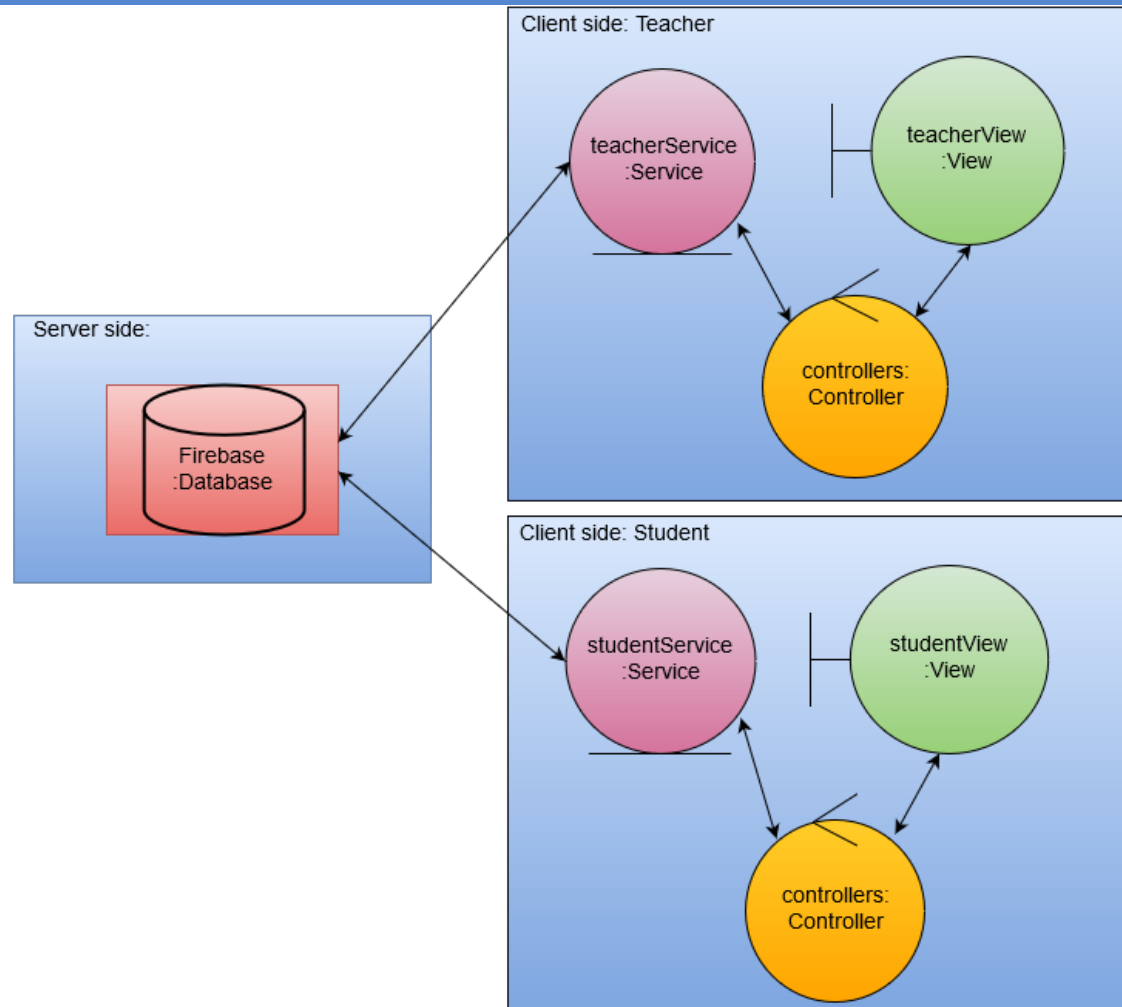 Client side: Teacher
teacherService
:Service
teacherView
:View
controllers:
Controller
Server side:
Firebase
:Database
Client side: Student
studentService
:Service
studentView
:View
controllers:
Controller